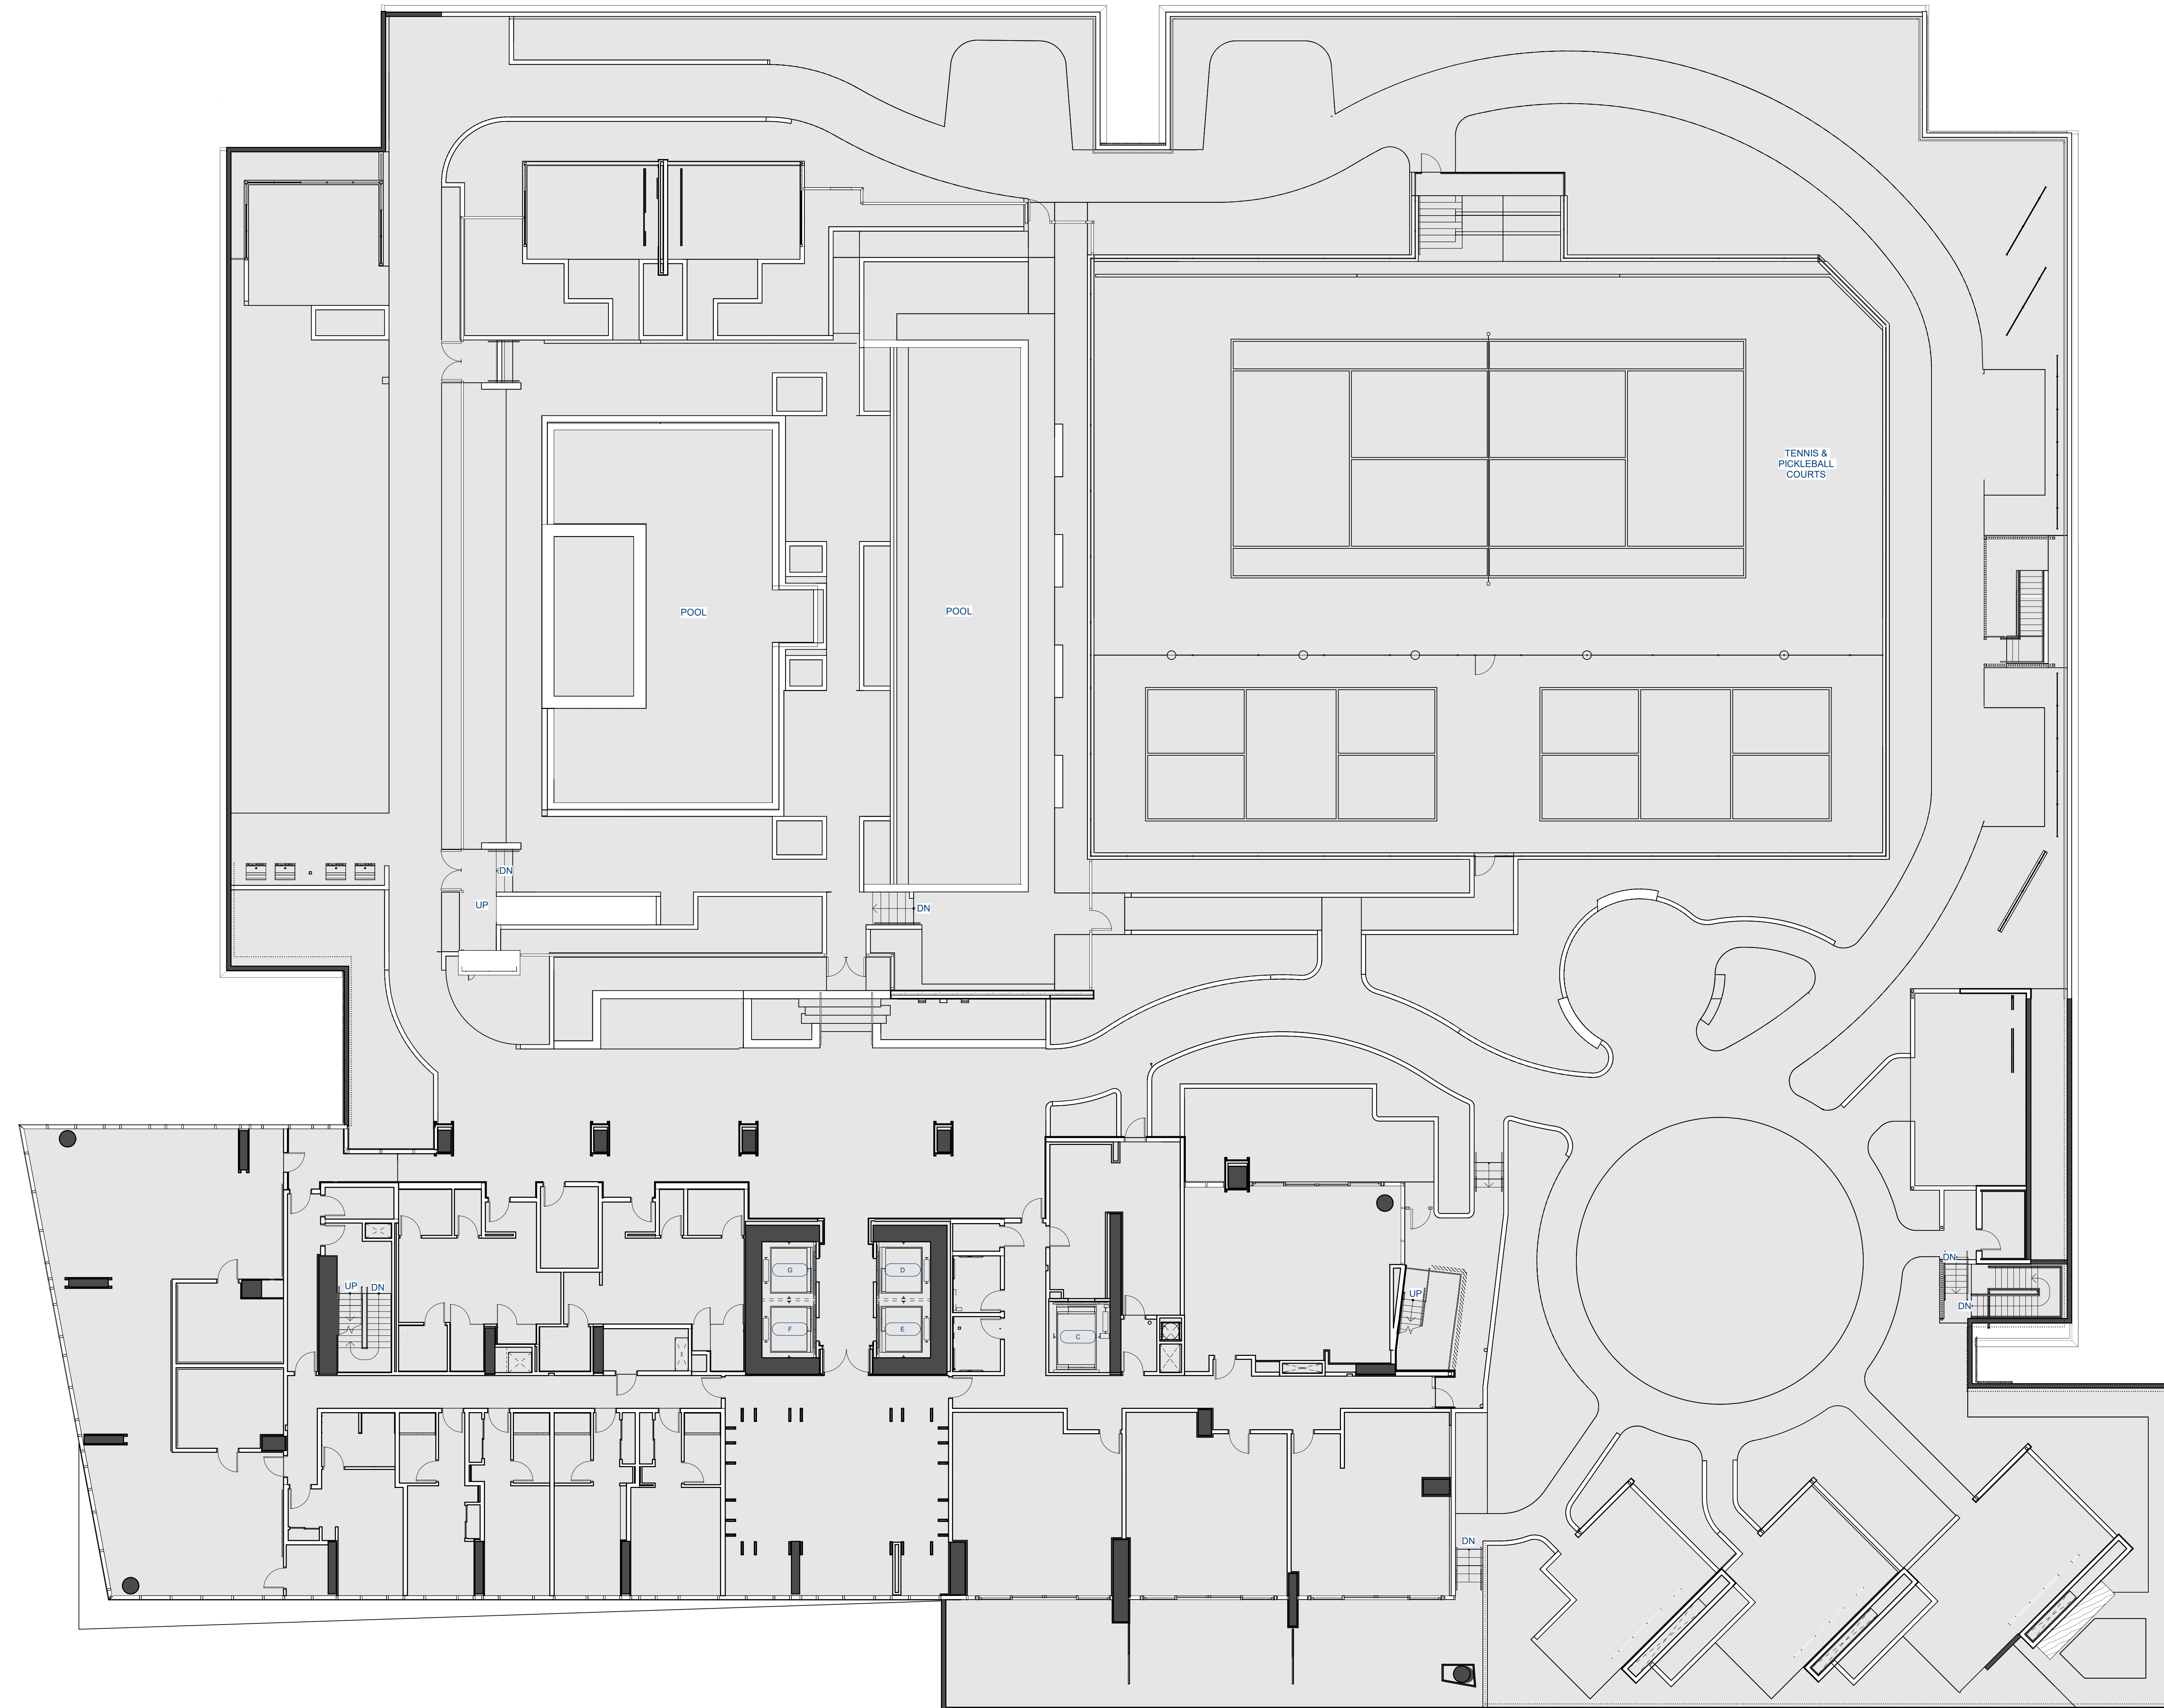 TENNIS &
PICKLEBALL
COURTS
POOL
POOL
DN
UP
DN
DN
DN
UP
DN
UP
G
D
F
E
C
DN